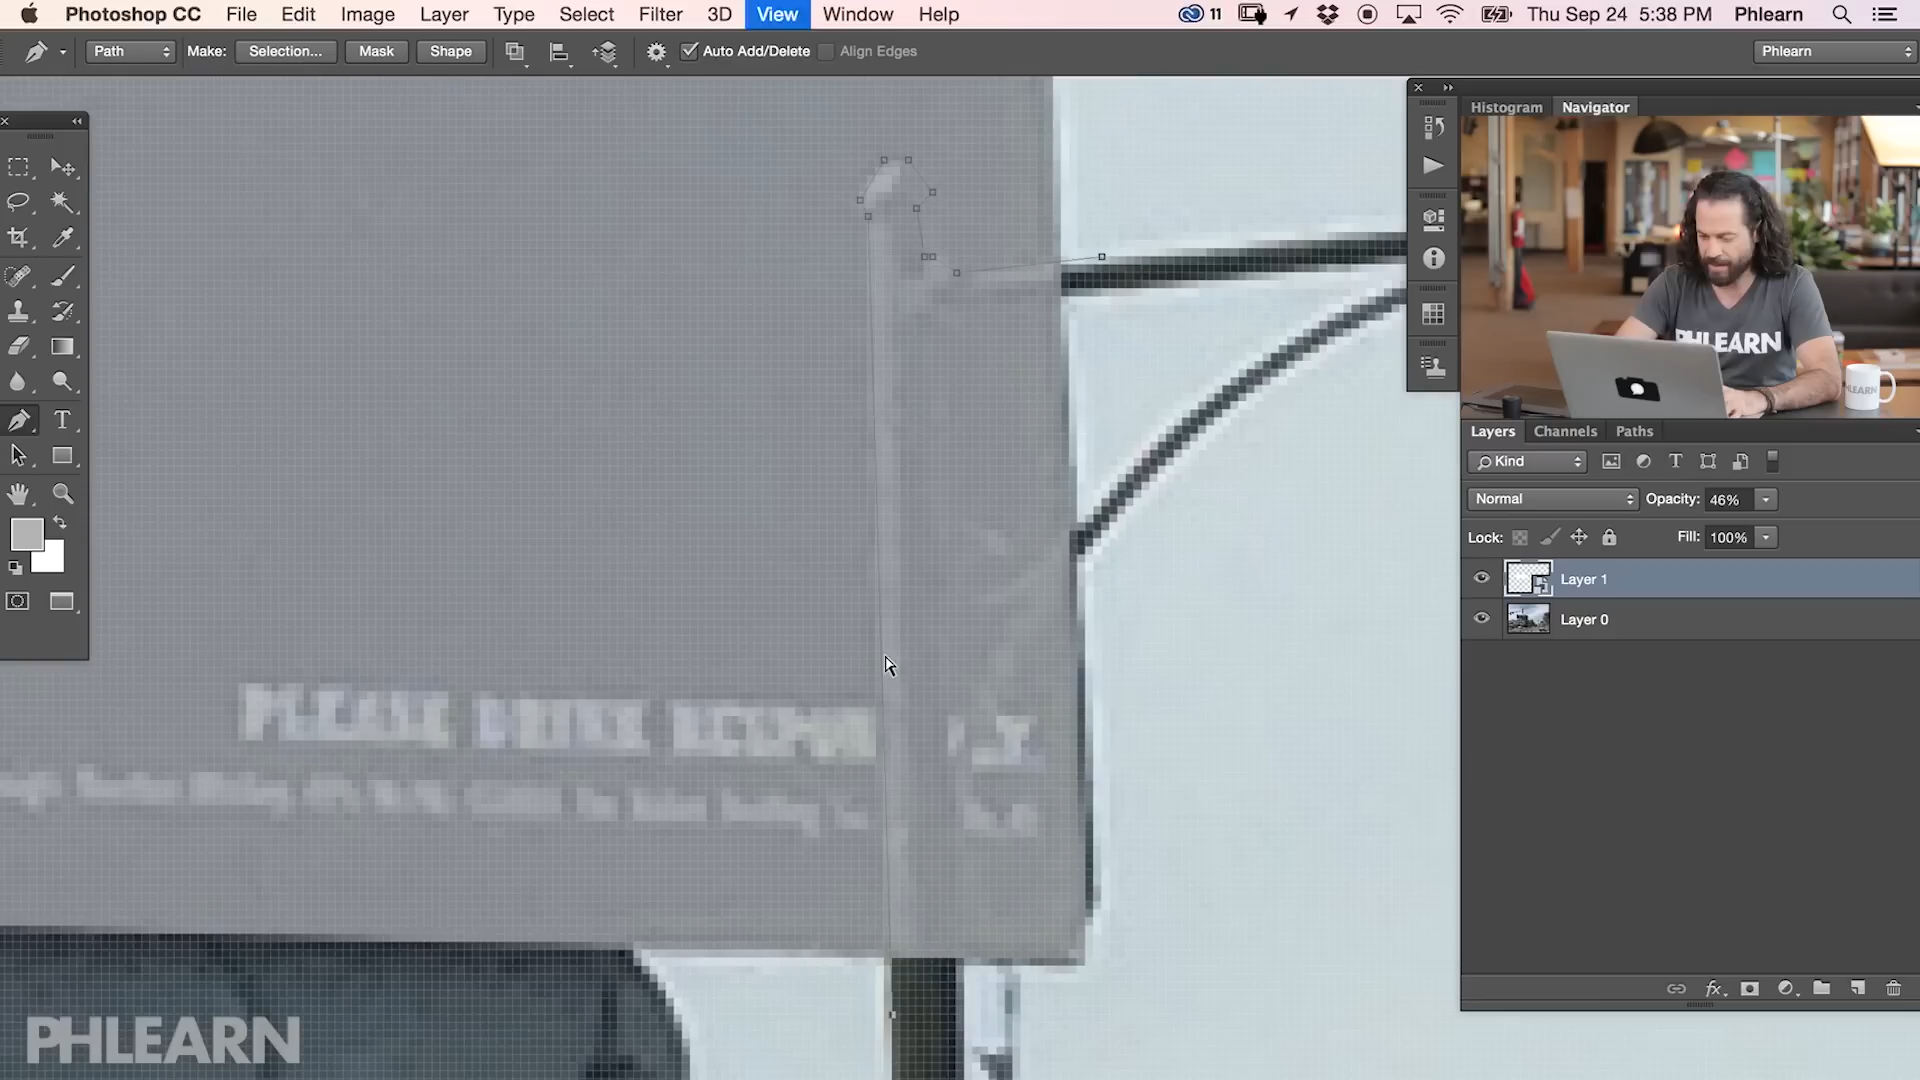 Photoshop CC File Edit Image Layer Type Select Filter 3D View Window Help 11 Thu Sep 24 5:38 PM Phlearn
Path Make: Selection... Mask Shape Auto Add/Delete Align Edges Phlearn
Histogram Navigator
PHLEARN
Layers Channels Paths
Kind
Normal Opacity: 46%
Lock: Fill: 100%
Layer 1
Layer 0
PLEASE DRIVE
PHLEARN